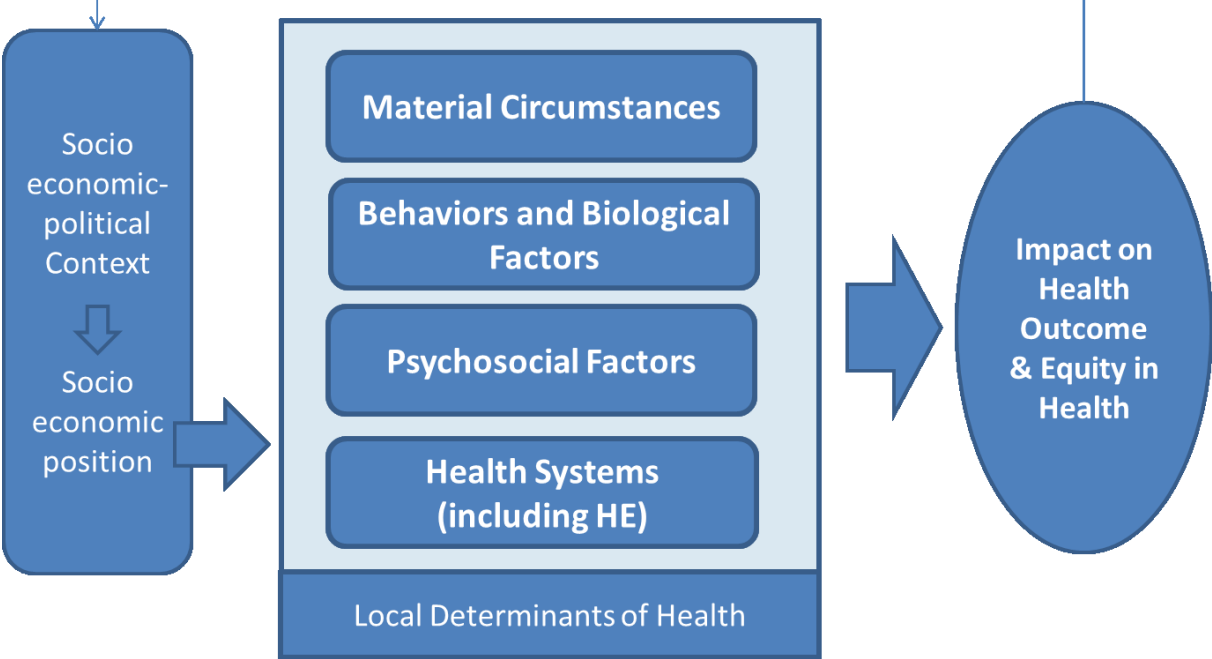 Socio
economic-
political
Context
Socio
economic
position
Material Circumstances
Behaviors and Biological
Factors
Psychosocial Factors
Health Systems
(including HE)
Local Determinants of Health
Impact on
Health
Outcome
& Equity in
Health